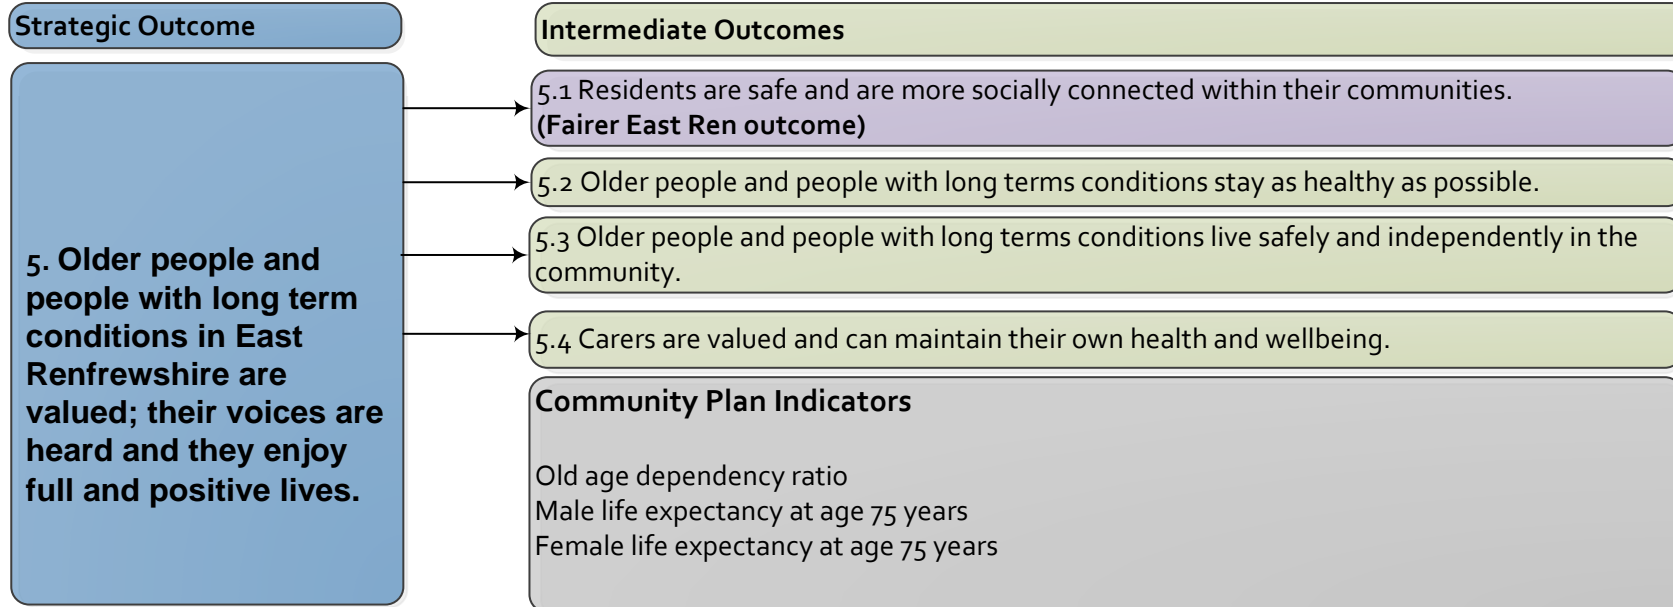 Strategic Outcome
5. Older people and
people with long term
conditions in East
Renfrewshire are
valued; their voices are
heard and they enjoy
full and positive lives.
Intermediate Outcomes
5.1 Residents are safe and are more socially connected within their communities.
(Fairer East Ren outcome)
5.2 Older people and people with long terms conditions stay as healthy as possible.
5.3 Older people and people with long terms conditions live safely and independently in the
community.
5.4 Carers are valued and can maintain their own health and wellbeing.
Community Plan Indicators
Old age dependency ratio
Male life expectancy at age 75 years
Female life expectancy at age 75 years